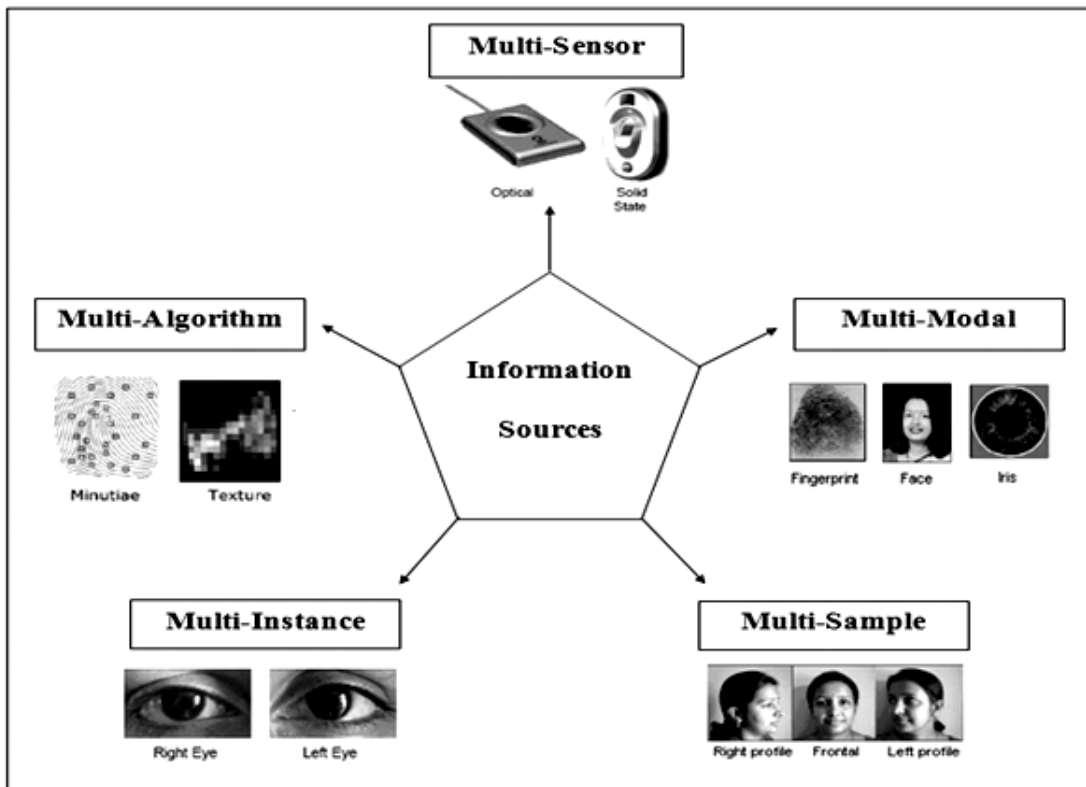 Multi-Sensor
Optical
Solid
State
Multi-Algorithm
Minutiae
Texture
Information
Sources
Multi-Modal
Fingerprint
Face
Iris
Multi-Instance
Right Eye
Left Eye
Multi-Sample
Right profile
Frontal
Left profile